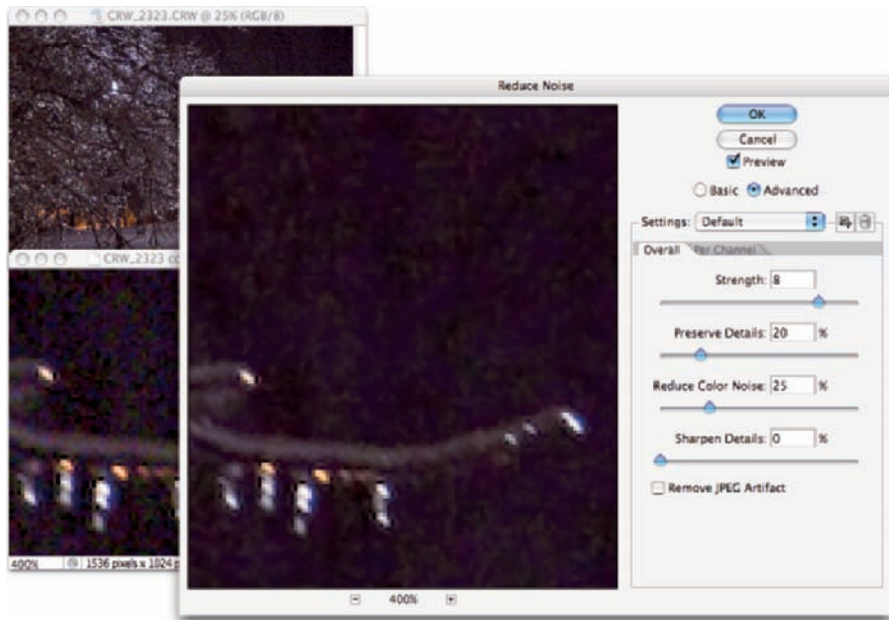 CRW_2323.CRW @ 25% (RGB/8)
Reduce Noise
OK
Cancel
Preview
Basic Advanced
Settings: Default
Overall Per Channel
Strength: 8
Preserve Details: 20 %
Reduce Color Noise: 25 %
Sharpen Details: 0 %
Remove JPEG Artifact
CRW_2323 co
400% 1536 pixels x 1024 p
400%